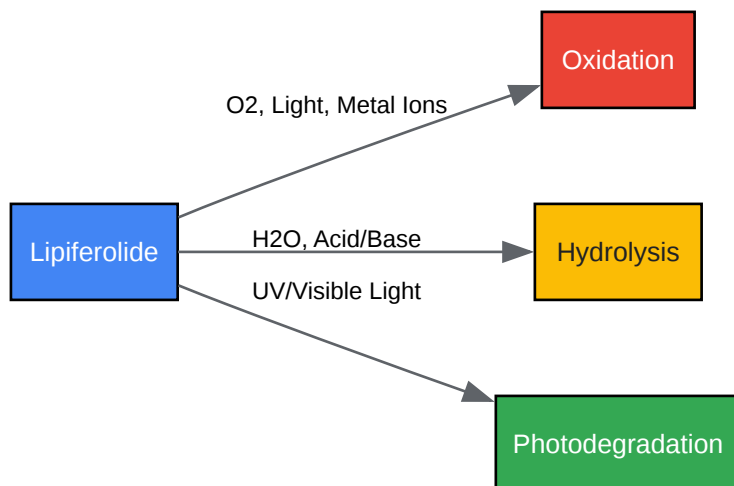 Oxidation
O2, Light, Metal Ions
Lipiferolide
H2O, Acid/Base
Hydrolysis
UV/Visible Light
Photodegradation